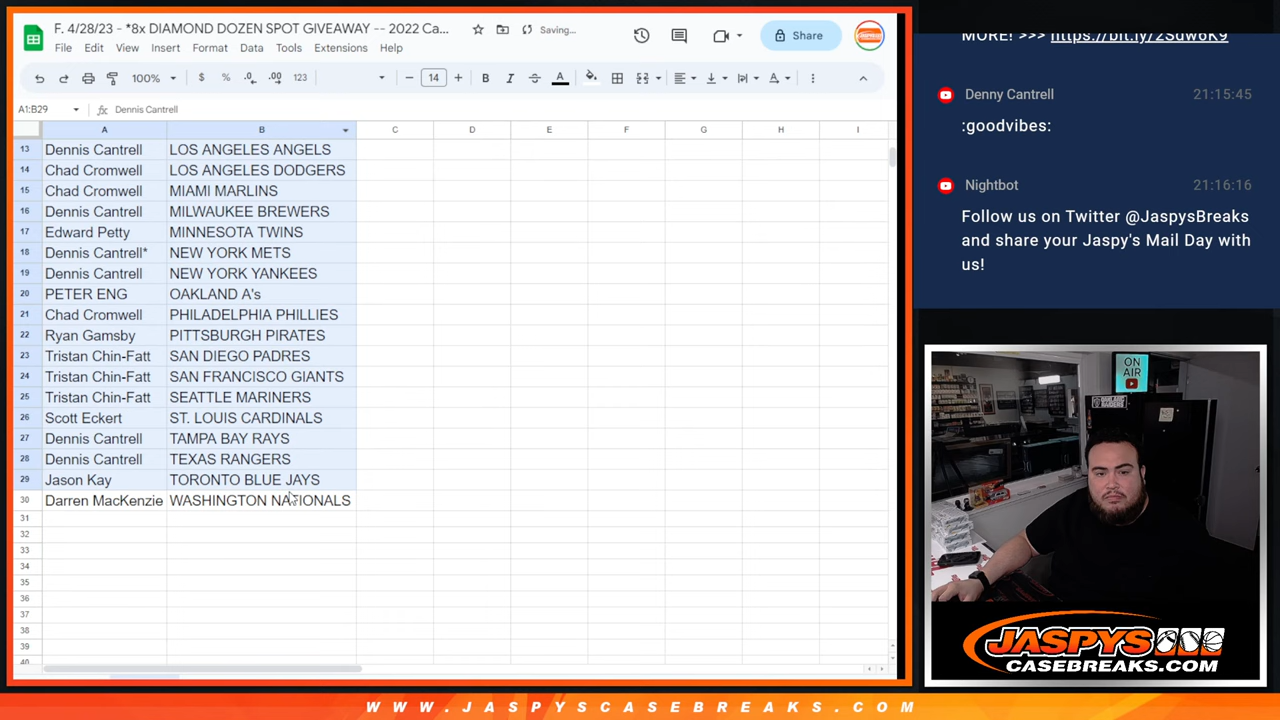 F. 4/28/23 - *8x DIAMOND DOZEN SPOT GIVEAWAY -- 2022 Ca...
Saving...
Share
File Edit View Insert Format Data Tools Extensions Help
100% $ % .0 .00 123 14 B I A
A1:B29 fx Dennis Cantrell
A B C D E F G H I
13 Dennis Cantrell LOS ANGELES ANGELS
14 Chad Cromwell LOS ANGELES DODGERS
15 Chad Cromwell MIAMI MARLINS
16 Dennis Cantrell MILWAUKEE BREWERS
17 Edward Petty MINNESOTA TWINS
18 Dennis Cantrell* NEW YORK METS
19 Dennis Cantrell NEW YORK YANKEES
20 PETER ENG OAKLAND A's
21 Chad Cromwell PHILADELPHIA PHILLIES
22 Ryan Gamsby PITTSBURGH PIRATES
23 Tristan Chin-Fatt SAN DIEGO PADRES
24 Tristan Chin-Fatt SAN FRANCISCO GIANTS
25 Tristan Chin-Fatt SEATTLE MARINERS
26 Scott Eckert ST. LOUIS CARDINALS
27 Dennis Cantrell TAMPA BAY RAYS
28 Dennis Cantrell TEXAS RANGERS
29 Jason Kay TORONTO BLUE JAYS
30 Darren MacKenzie WASHINGTON NATIONALS
31
32
33
34
35
36
37
38
39
40
MORE! >>> https://bit.ly/2Sdw6K9
Denny Cantrell 21:15:45
:goodvibes:
Nightbot 21:16:16
Follow us on Twitter @JaspysBreaks
and share your Jaspy's Mail Day with
us!
ON
AIR
JASPYS
CASEBREAKS.COM
WWW.JASPYSCASEBREAKS.COM